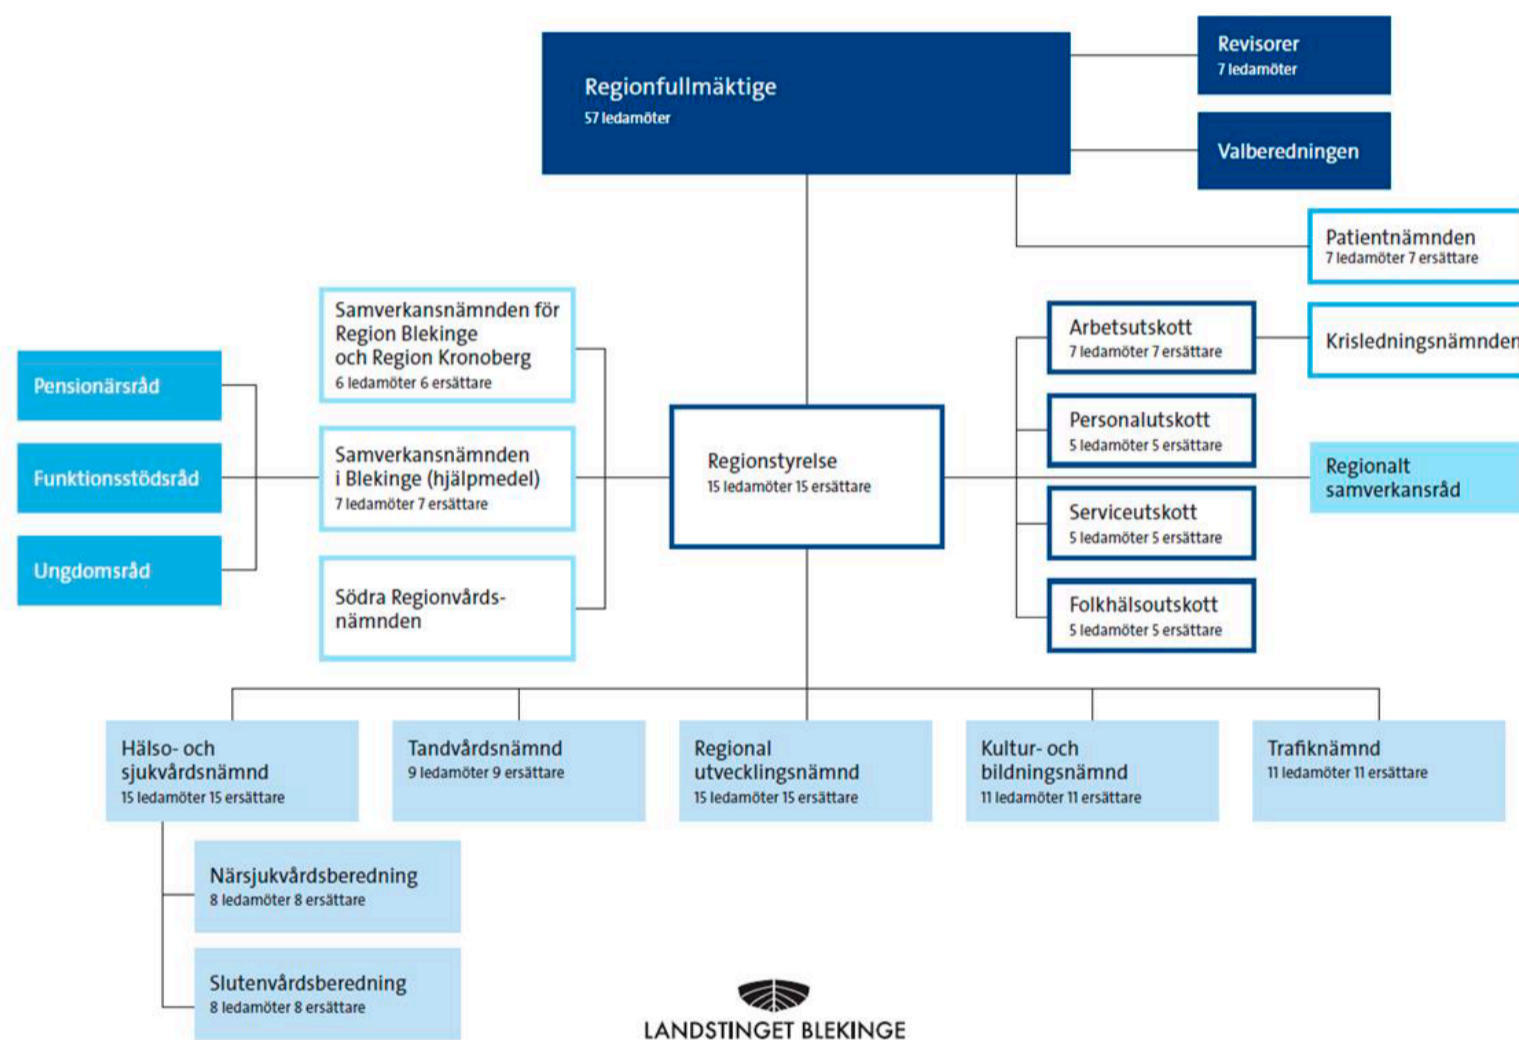 Regionfullmäktige
57 ledamöter
Revisorer
7 ledamöter
Valberedningen
Patientnämnden
7 ledamöter 7 ersättare
Krisledningsnämnden
Samverkansnämnden för
Region Blekinge
och Region Kronoberg
6 ledamöter 6 ersättare
Arbetsutskott
7 ledamöter 7 ersättare
Pensionärsråd
Personalutskott
5 ledamöter 5 ersättare
Funktionsstödsråd
Samverkansnämnden
i Blekinge (hjälpmedel)
7 ledamöter 7 ersättare
Regionstyrelse
15 ledamöter 15 ersättare
Regionalt
samverkansråd
Serviceutskott
5 ledamöter 5 ersättare
Ungdomsråd
Södra Regionvårds-
nämnden
Folkhälsoutskott
5 ledamöter 5 ersättare
Hälso- och
sjukvårdsnämnd
15 ledamöter 15 ersättare
Tandvårdsnämnd
9 ledamöter 9 ersättare
Regional
utvecklingsnämnd
15 ledamöter 15 ersättare
Kultur- och
bildningsnämnd
11 ledamöter 11 ersättare
Trafiknämnd
11 ledamöter 11 ersättare
Närsjukvårdsberedning
8 ledamöter 8 ersättare
Slutenvårdsberedning
8 ledamöter 8 ersättare
LANDSTINGET BLEKINGE